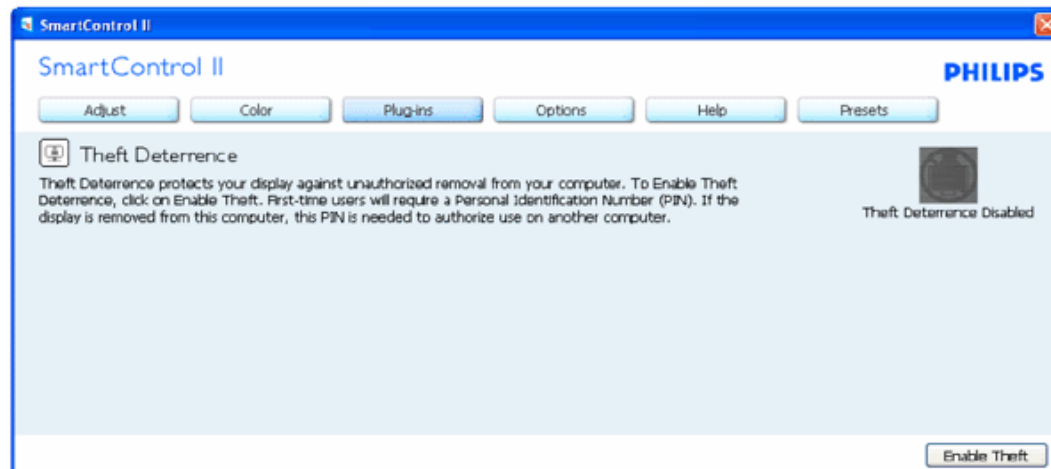 SmartControl II
SmartControl II
PHILIPS
Adjust Color Plug-ins Options Help Presets
Theft Deterrence
Theft Deterrence protects your display against unauthorized removal from your computer. To Enable Theft
Deterrence, click on Enable Theft. First-time users will require a Personal Identification Number (PIN). If the
display is removed from this computer, this PIN is needed to authorize use on another computer.
Theft Deterrence Disabled
Enable Theft